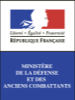 Liberté • Égalité • Fraternité
RÉPUBLIQUE FRANÇAISE
MINISTÈRE
DE LA DÉFENSE
ET DES
ANCIENS COMBATTANTS